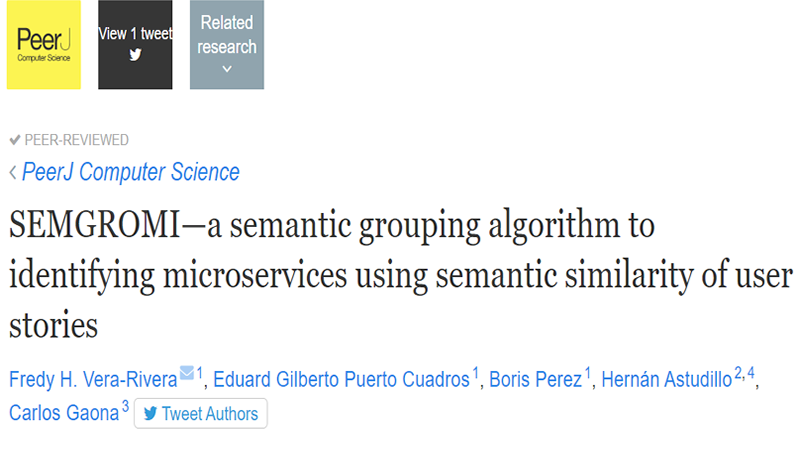 PeerJ
Computer Science
View 1 tweet
Related
research
PEER-REVIEWED
PeerJ Computer Science
SEMGROMI—a semantic grouping algorithm to
identifying microservices using semantic similarity of user
stories
Fredy H. Vera-Rivera 1, Eduard Gilberto Puerto Cuadros 1, Boris Perez 1, Hernán Astudillo 2,4,
Carlos Gaona 3 Tweet Authors